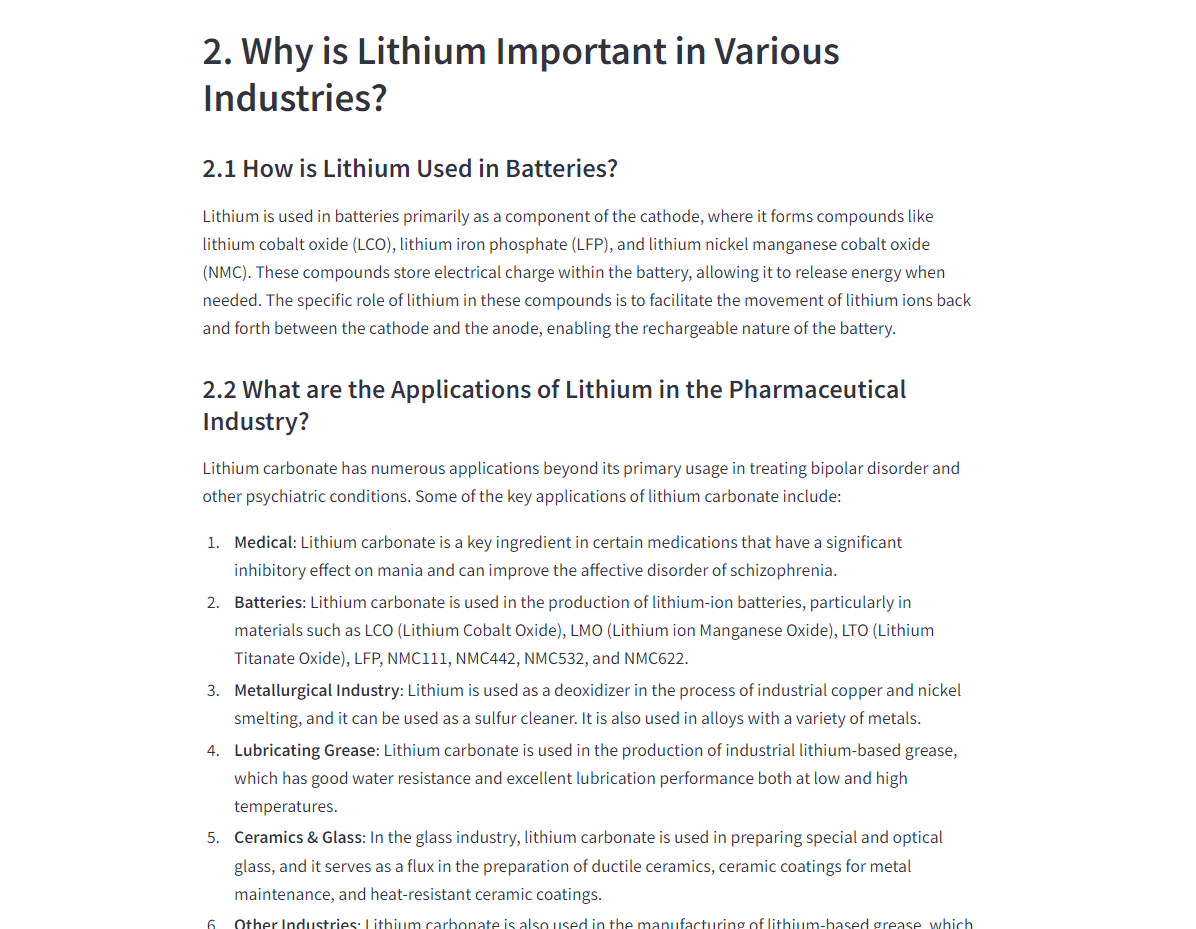 2. Why is Lithium Important in Various
Industries?
2.1 How is Lithium Used in Batteries?
Lithium is used in batteries primarily as a component of the cathode, where it forms compounds like
lithium cobalt oxide (LCO), lithium iron phosphate (LFP), and lithium nickel manganese cobalt oxide
(NMC). These compounds store electrical charge within the battery, allowing it to release energy when
needed. The specific role of lithium in these compounds is to facilitate the movement of lithium ions back
and forth between the cathode and the anode, enabling the rechargeable nature of the battery.
2.2 What are the Applications of Lithium in the Pharmaceutical
Industry?
Lithium carbonate has numerous applications beyond its primary usage in treating bipolar disorder and
other psychiatric conditions. Some of the key applications of lithium carbonate include:
1. Medical: Lithium carbonate is a key ingredient in certain medications that have a significant
inhibitory effect on mania and can improve the affective disorder of schizophrenia.
2. Batteries: Lithium carbonate is used in the production of lithium-ion batteries, particularly in
materials such as LCO (Lithium Cobalt Oxide), LMO (Lithium ion Manganese Oxide), LTO (Lithium
Titanate Oxide), LFP, NMC111, NMC442, NMC532, and NMC622.
3. Metallurgical Industry: Lithium is used as a deoxidizer in the process of industrial copper and nickel
smelting, and it can be used as a sulfur cleaner. It is also used in alloys with a variety of metals.
4. Lubricating Grease: Lithium carbonate is used in the production of industrial lithium-based grease,
which has good water resistance and excellent lubrication performance both at low and high
temperatures.
5. Ceramics & Glass: In the glass industry, lithium carbonate is used in preparing special and optical
glass, and it serves as a flux in the preparation of ductile ceramics, ceramic coatings for metal
maintenance, and heat-resistant ceramic coatings.
6. Other Industries: Lithium carbonate is also used in the manufacturing of lithium-based grease, which